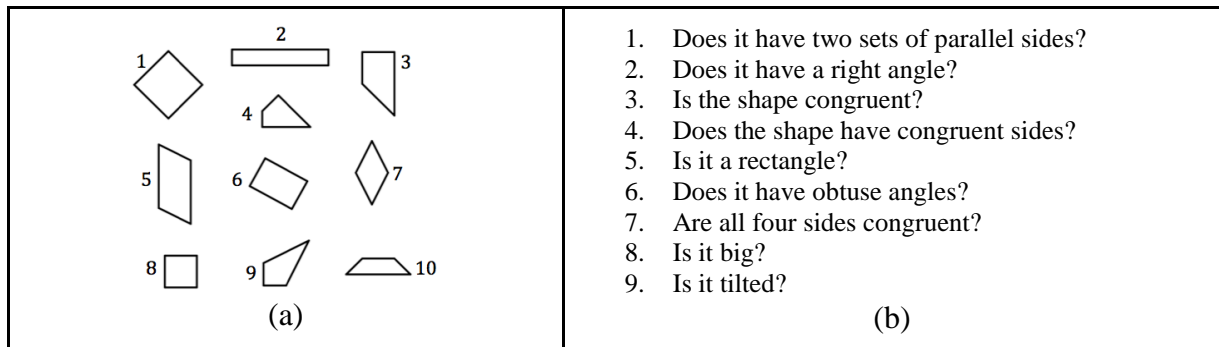 1
2
3
4
5
6
7
8
9
10
(a)
1. Does it have two sets of parallel sides?
2. Does it have a right angle?
3. Is the shape congruent?
4. Does the shape have congruent sides?
5. Is it a rectangle?
6. Does it have obtuse angles?
7. Are all four sides congruent?
8. Is it big?
9. Is it tilted?
(b)